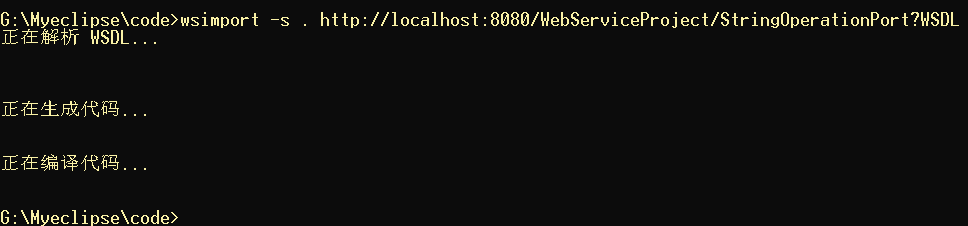 G:\Myeclipse\code>wsimport -s . http://localhost:8080/WebServiceProject/StringOperationPort?WSDL
正在解析 WSDL...
正在生成代码...
正在编译代码...
G:\Myeclipse\code>